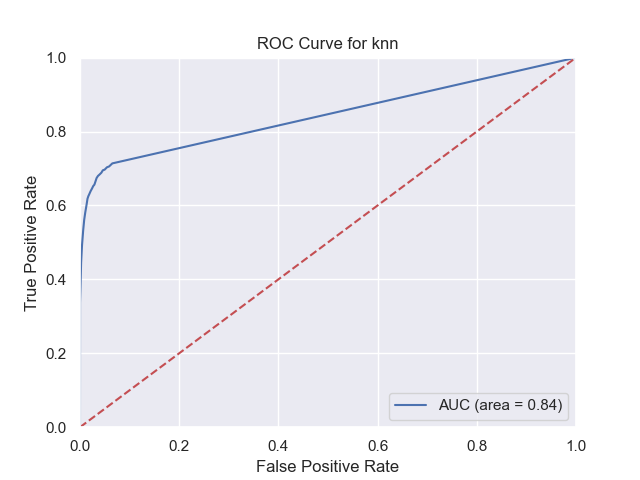 ROC Curve for knn
1.0
0.8
0.6
0.4
0.2
0.0
True Positive Rate
AUC (area = 0.84)
0.0 0.2 0.4 0.6 0.8 1.0
False Positive Rate